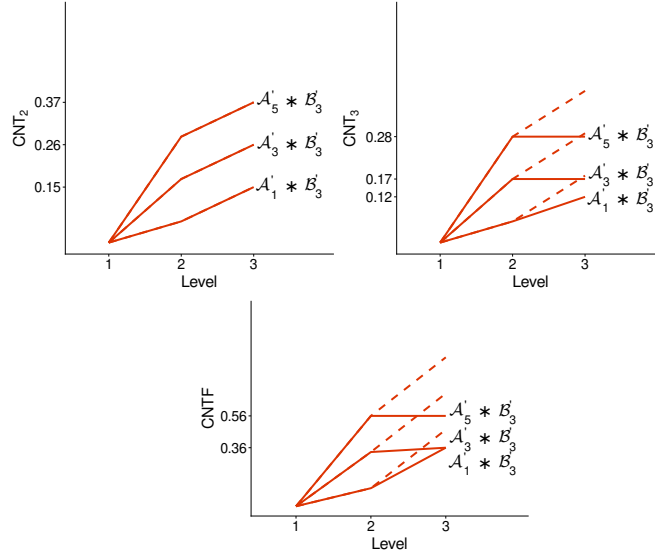 CNT₂
0.37
0.26
0.15
𝒜′₅ ∗ ℬ′₃
𝒜′₃ ∗ ℬ′₃
𝒜′₁ ∗ ℬ′₃
1 2 3
Level
CNT₃
0.28
0.17
0.12
𝒜′₅ ∗ ℬ′₃
𝒜′₃ ∗ ℬ′₃
𝒜′₁ ∗ ℬ′₃
1 2 3
Level
CNTF
0.56
0.36
𝒜′₅ ∗ ℬ′₃
𝒜′₃ ∗ ℬ′₃
𝒜′₁ ∗ ℬ′₃
1 2 3
Level